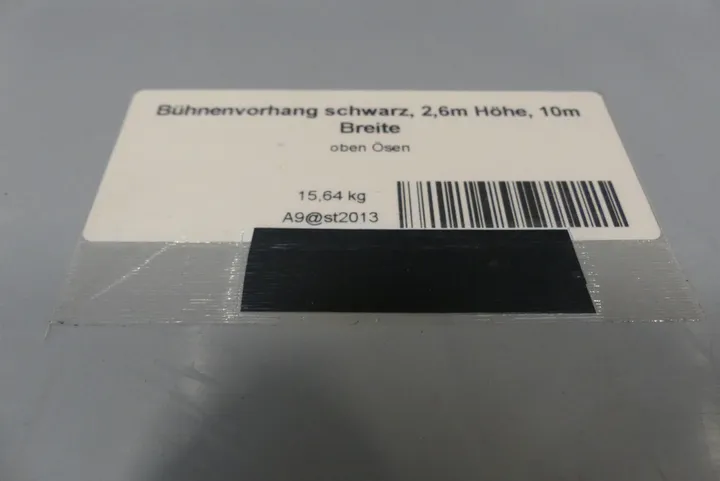 Bühnenvorhang schwarz, 2,6m Höhe, 10m
Breite
oben Ösen
15,64 kg
A9@st2013